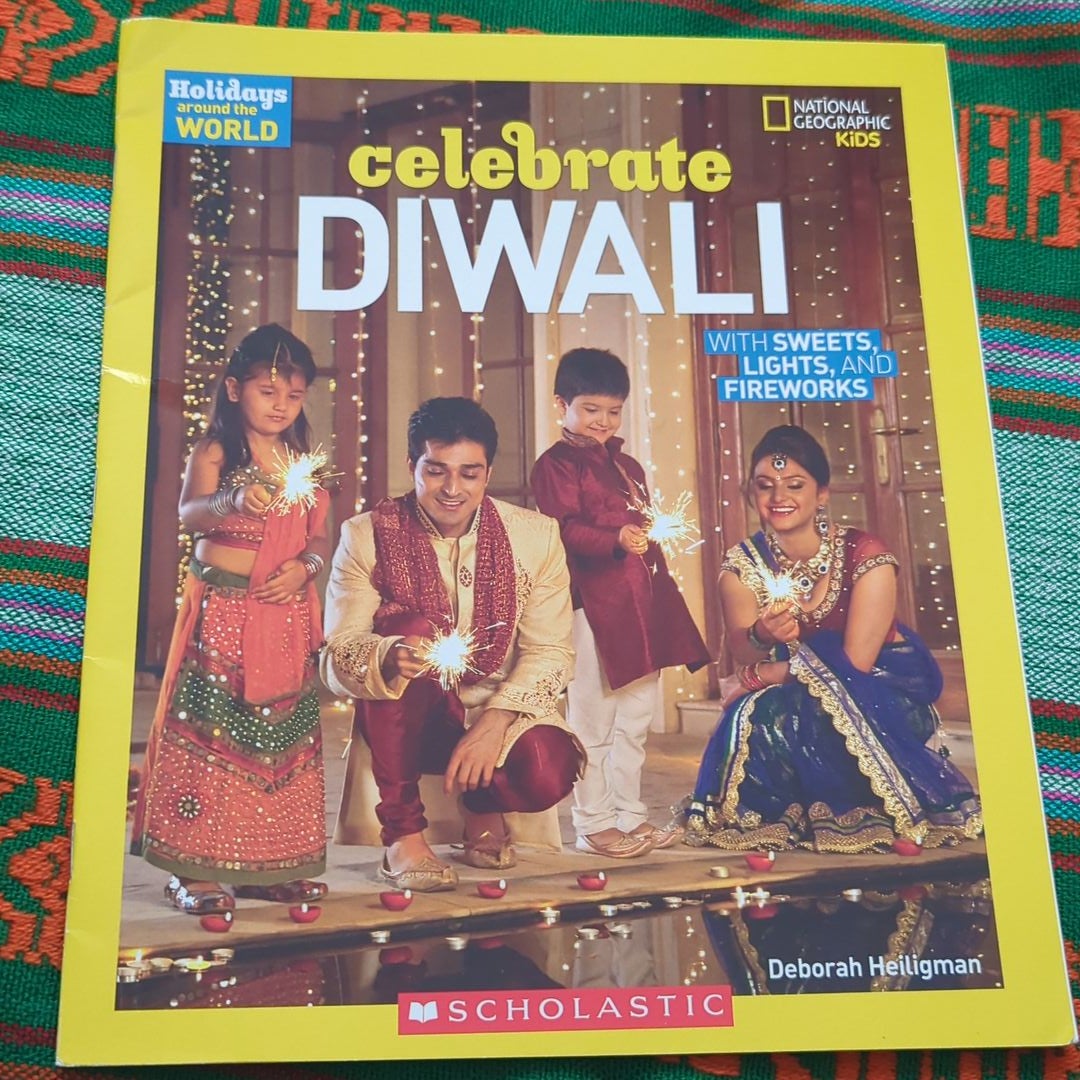 Holidays
around the
WORLD
NATIONAL
GEOGRAPHIC
KiDS
celebrate
DIWALI
WITH SWEETS,
LIGHTS, AND
FIREWORKS
Deborah Heiligman
SCHOLASTIC